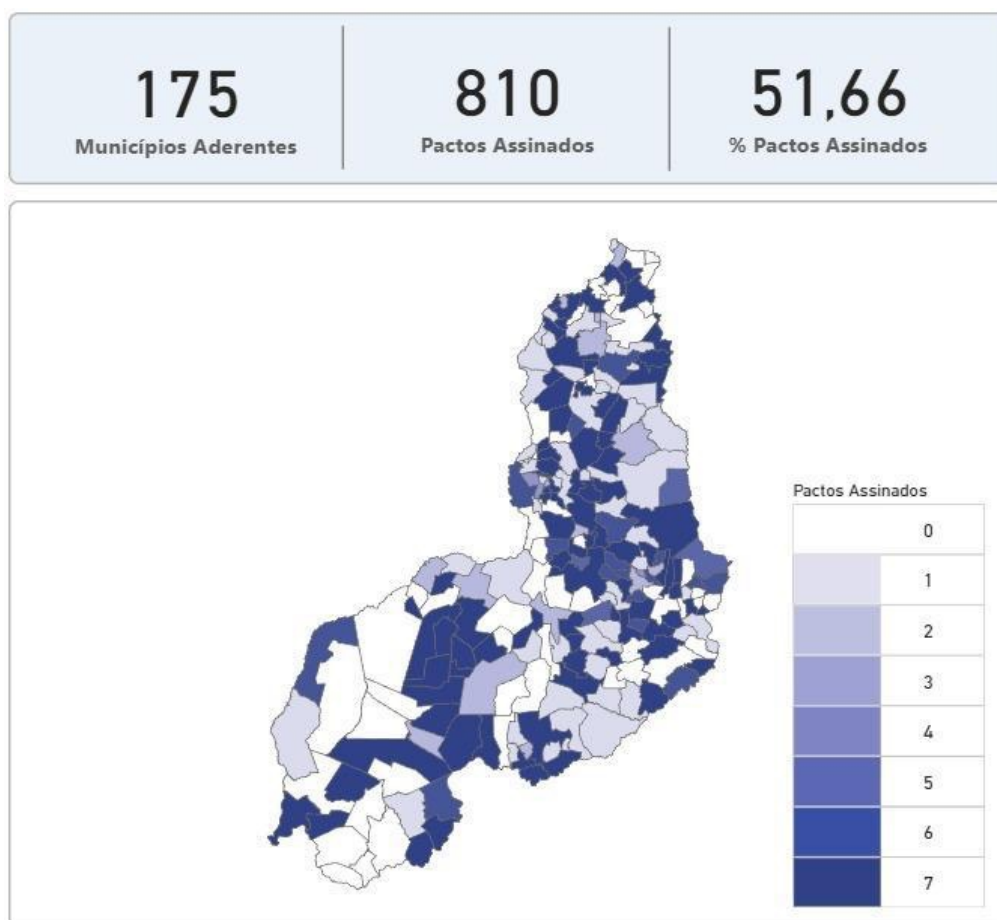 175 810 51,66
Municípios Aderentes Pactos Assinados % Pactos Assinados
Pactos Assinados
0
1
2
3
4
5
6
7